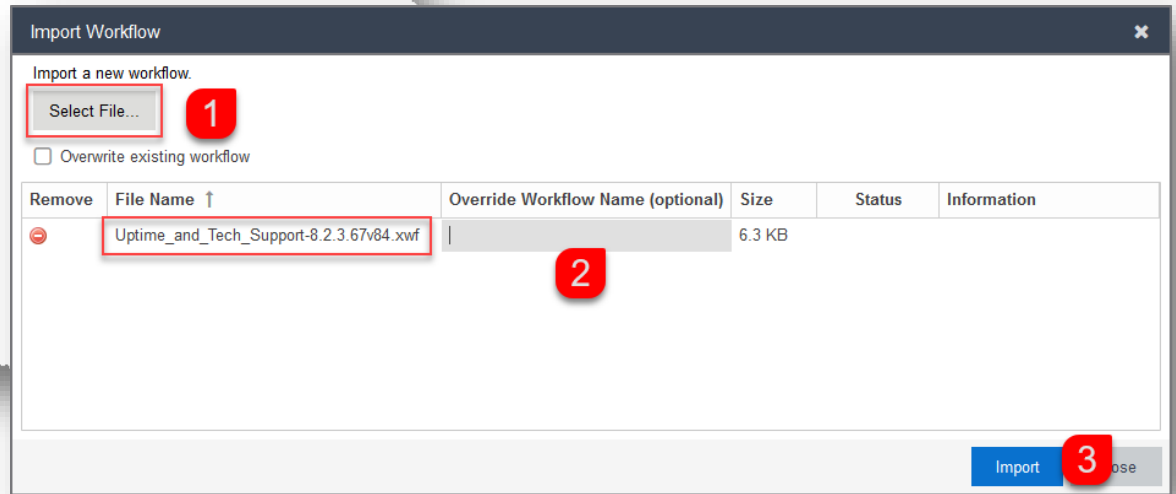 Import Workflow
Import a new workflow.
Select File...
1
Overwrite existing workflow
Remove File Name ↑ Override Workflow Name (optional) Size Status Information
Uptime_and_Tech_Support-8.2.3.67v84.xwf 6.3 KB
2
Import 3 ose